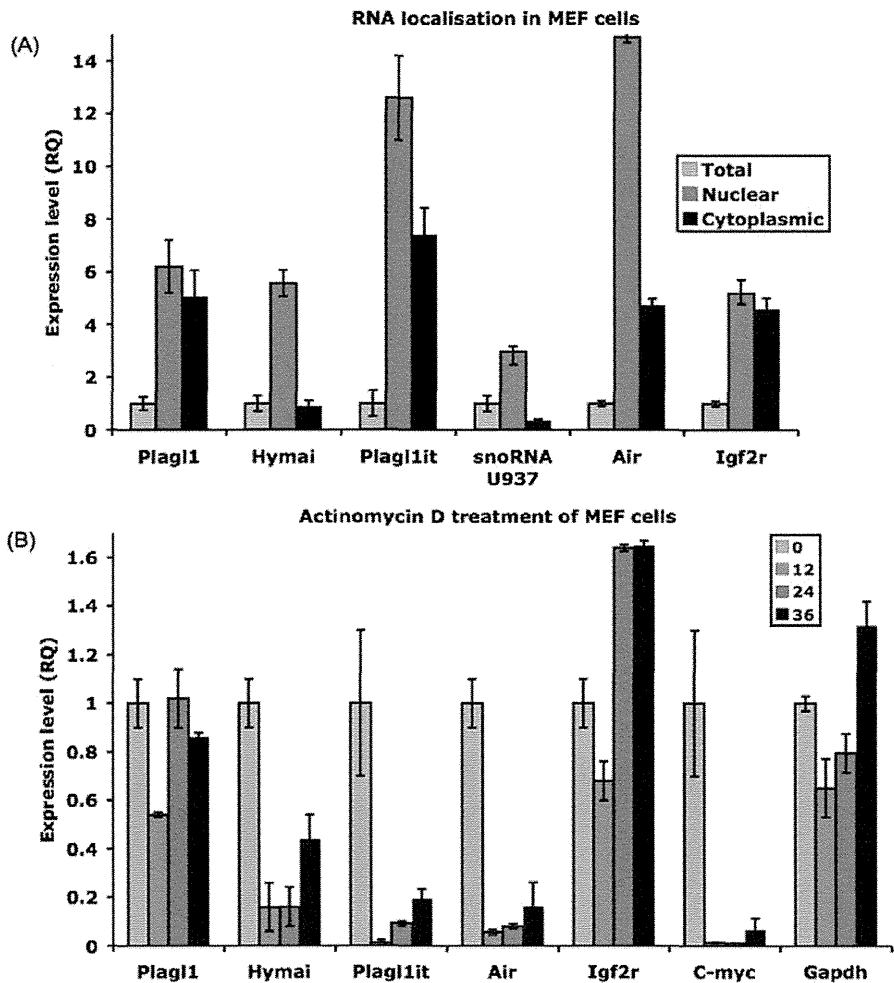 RNA localisation in MEF cells
(A)
Expression level (RQ)
14
12
10
8
6
4
2
0
Total
Nuclear
Cytoplasmic
Plagl1
Hymai
Plagl1it
snoRNA
U937
Air
Igf2r
Actinomycin D treatment of MEF cells
(B)
Expression level (RQ)
1.6
1.4
1.2
1
0.8
0.6
0.4
0.2
0
0
12
24
36
Plagl1
Hymai
Plagl1it
Air
Igf2r
C-myc
Gapdh